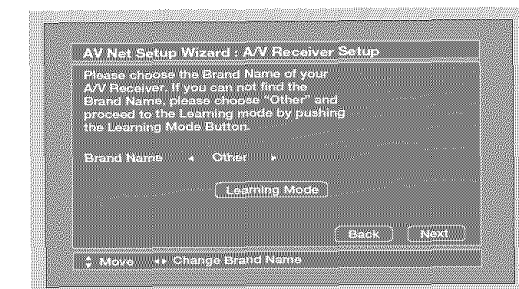 AV Net Setup Wizard : A/V Receiver Setup
Please choose the Brand Name of your
A/V Receiver. If you can not find the
Brand Name, please choose "Other" and
proceed to the Learning mode by pushing
the Learning Mode Button.
Brand Name ◂ Other ▸
Learning Mode
Back Next
Move ◂▸ Change Brand Name